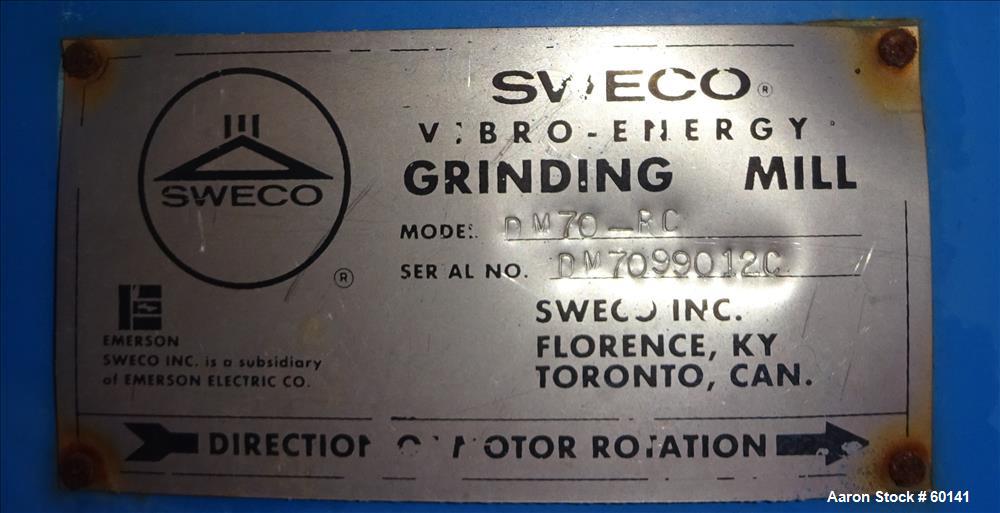 SWECO®
VIBRO-ENERGY
GRINDING MILL
SWECO
®
MODEL DM70-RC
SERIAL NO. DM7099012C
SWECO INC.
FLORENCE, KY
TORONTO, CAN.
EMERSON
SWECO INC. is a subsidiary
of EMERSON ELECTRIC CO.
DIRECTION OF MOTOR ROTATION
Aaron Stock # 60141